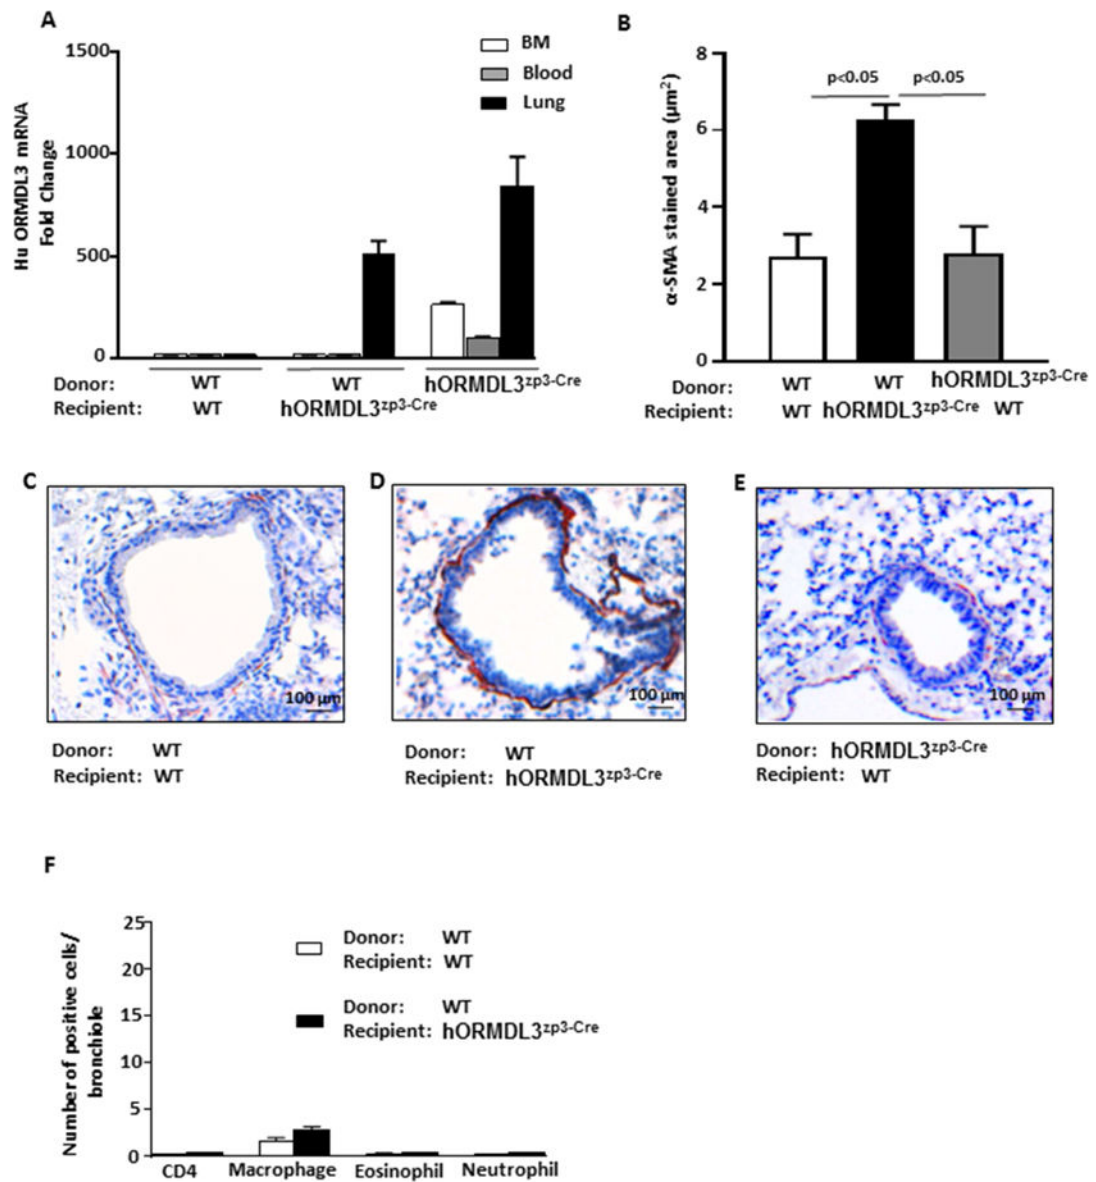 A
1500
1000
500
0
Hu ORMDL3 mRNA
Fold Change
BM
Blood
Lung
Donor: WT WT hORMDL3zp3-Cre
Recipient: WT hORMDL3zp3-Cre
B
8
6
4
2
0
α-SMA stained area (µm²)
p<0.05 p<0.05
Donor: WT WT hORMDL3zp3-Cre
Recipient: WT hORMDL3zp3-Cre WT
C
100 µm
Donor: WT
Recipient: WT
D
100 µm
Donor: WT
Recipient: hORMDL3zp3-Cre
E
100 µm
Donor: hORMDL3zp3-Cre
Recipient: WT
F
25
20
15
10
5
0
Number of positive cells/
bronchiole
Donor: WT
Recipient: WT
Donor: WT
Recipient: hORMDL3zp3-Cre
CD4 Macrophage Eosinophil Neutrophil